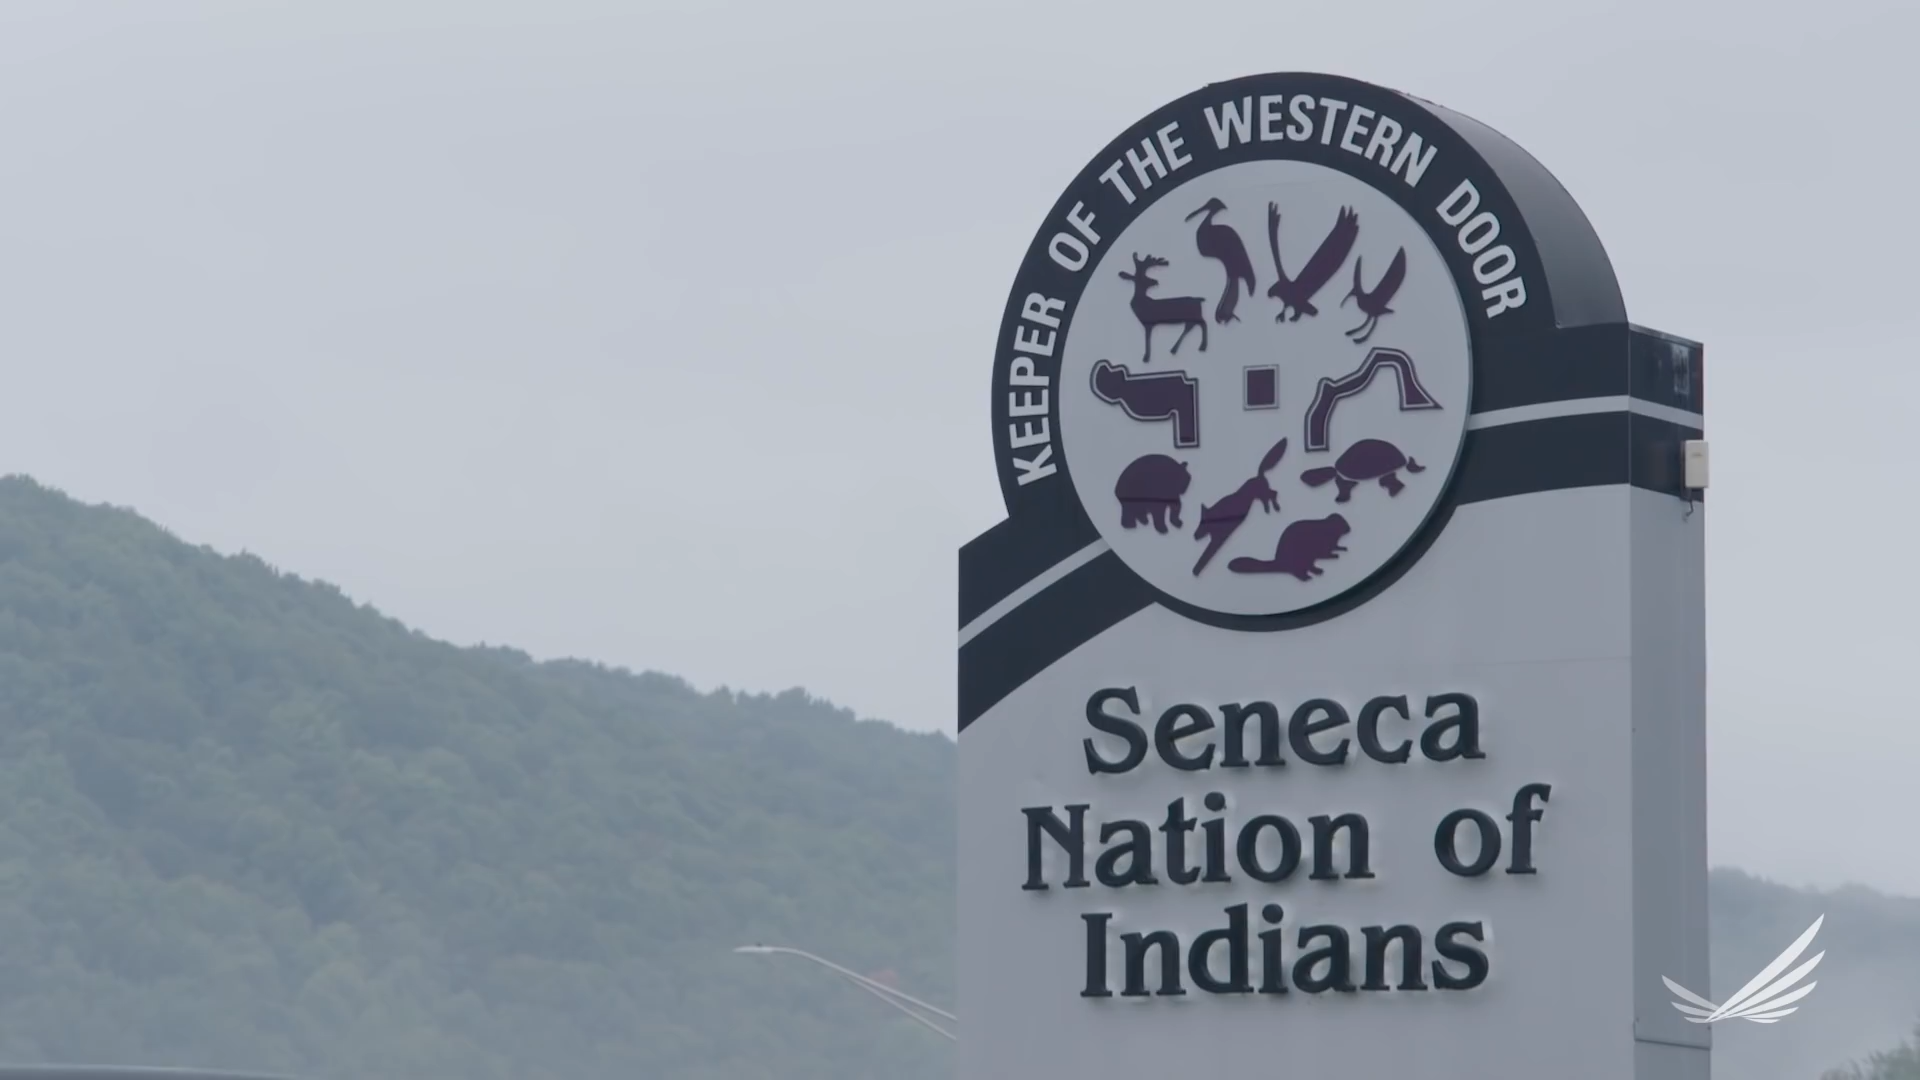 KEEPER OF THE WESTERN DOOR
Seneca
Nation of
Indians